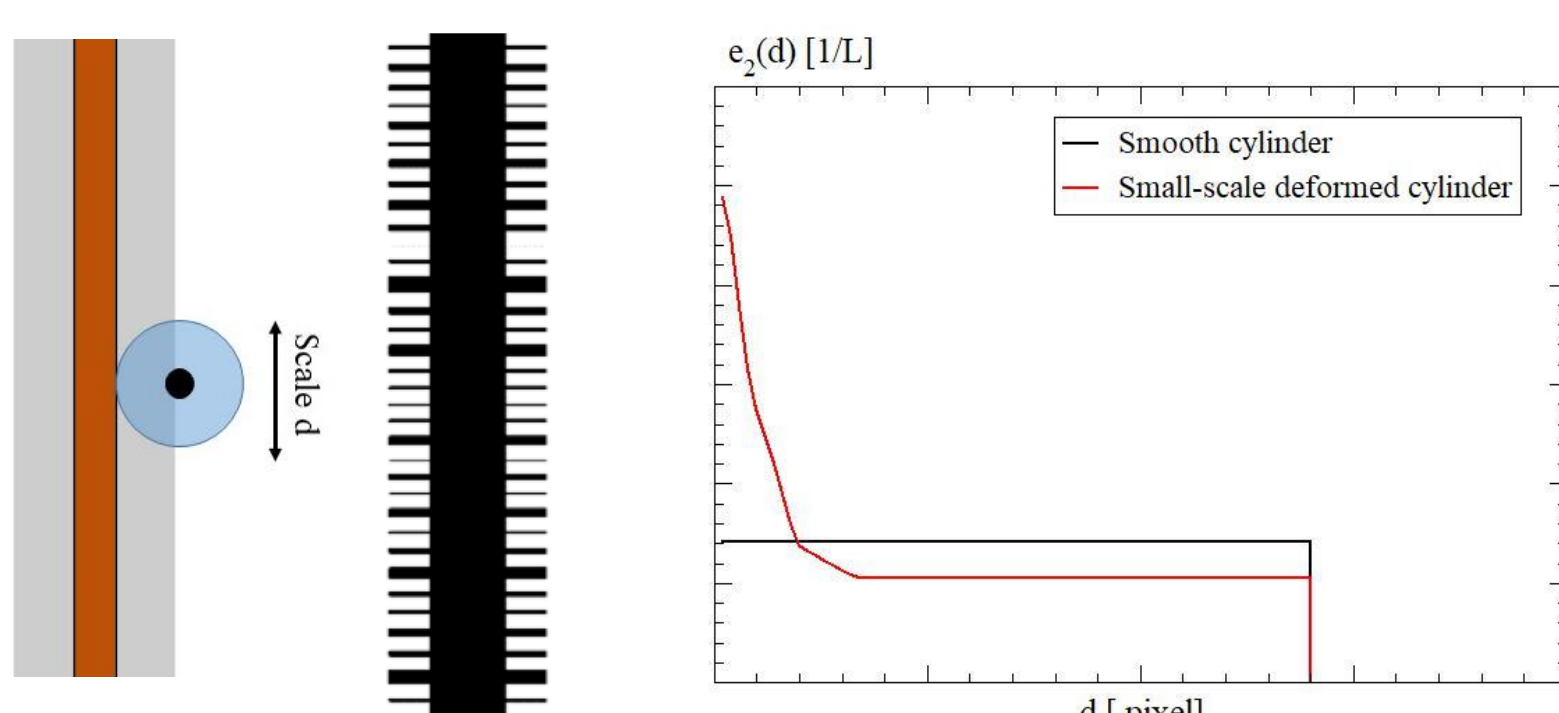 Scale d
e2(d) [1/L]
Smooth cylinder
Small-scale deformed cylinder
d [ pixel]